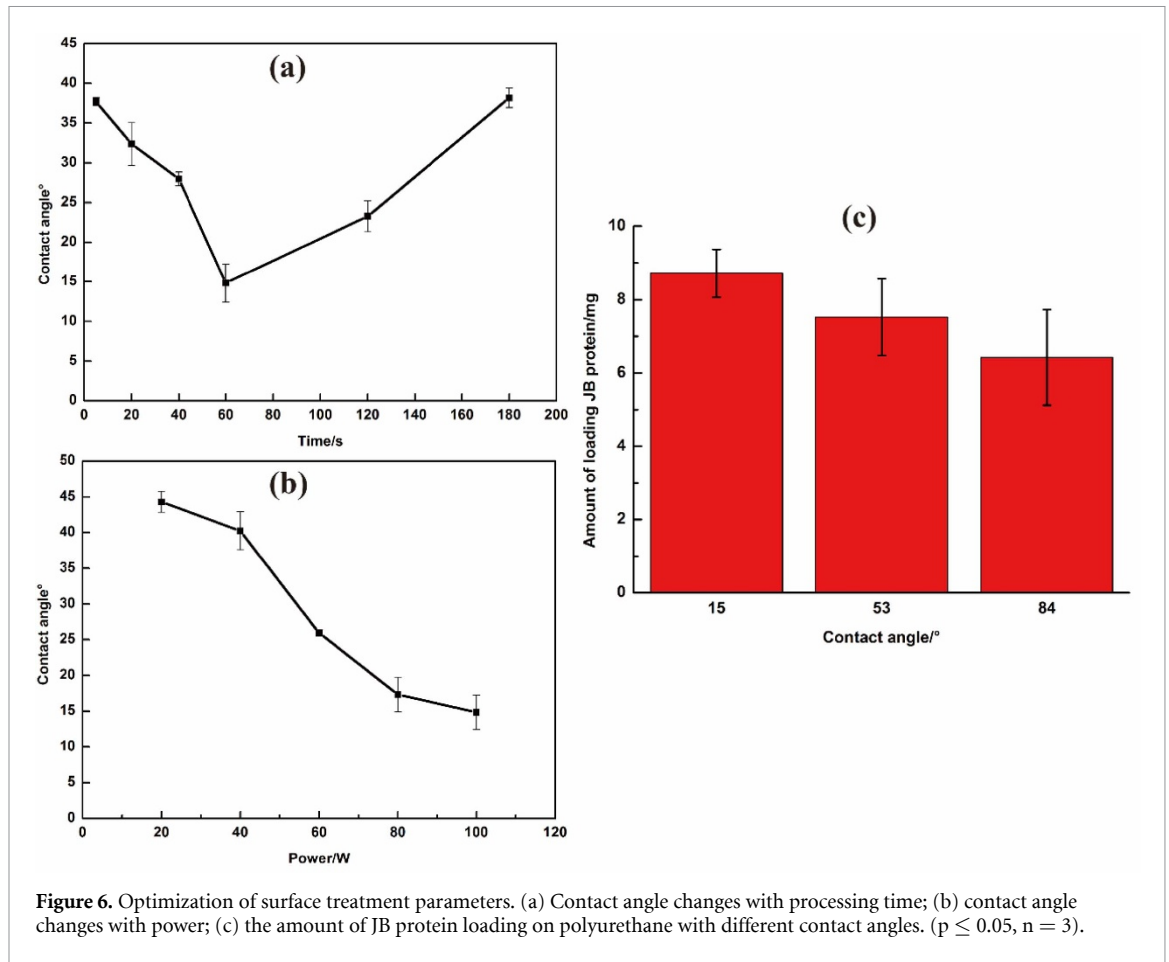 (a)
Contact angle°
45
40
35
30
25
20
15
10
5
0
0 20 40 60 80 100 120 140 160 180 200
Time/s
(b)
Contact angle°
50
45
40
35
30
25
20
15
10
5
0
0 20 40 60 80 100 120
Power/W
(c)
Amount of loading JB protein/mg
10
8
6
4
2
0
15 53 84
Contact angle/°
Figure 6. Optimization of surface treatment parameters. (a) Contact angle changes with processing time; (b) contact angle
changes with power; (c) the amount of JB protein loading on polyurethane with different contact angles. (p ≤ 0.05, n = 3).